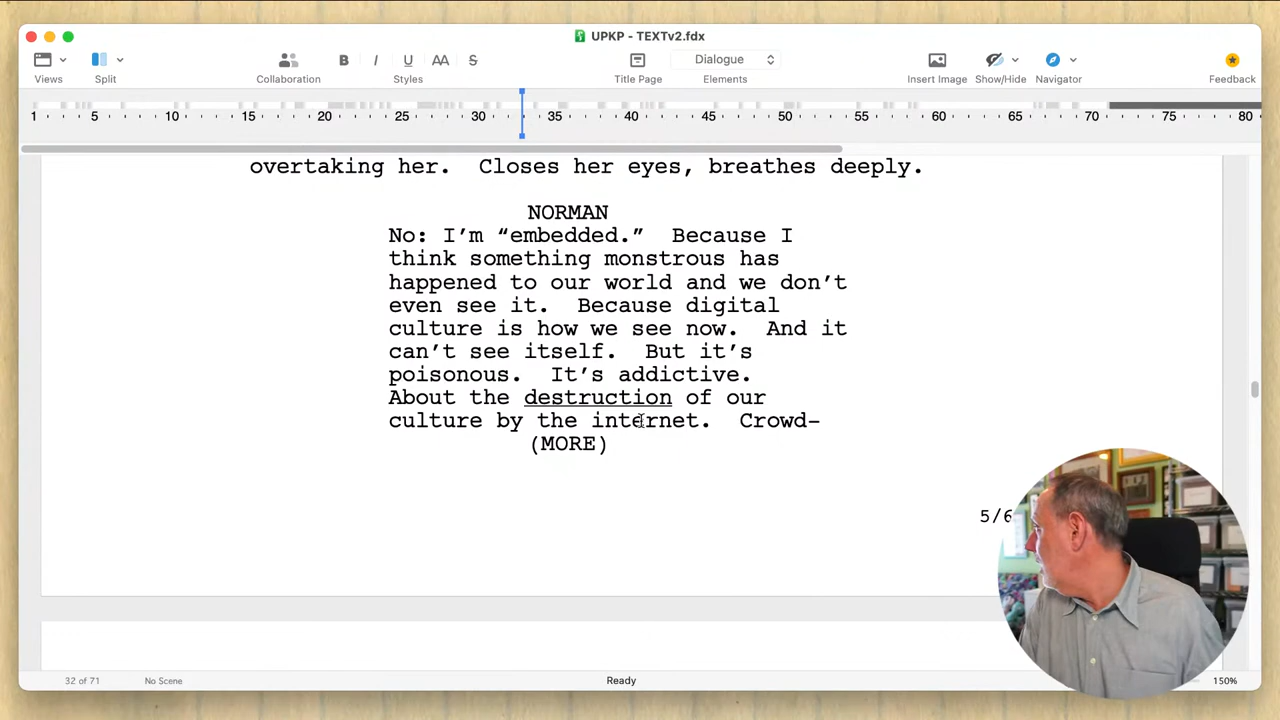 UPKP - TEXTv2.fdx
Views
Split
Collaboration
B I U AA S
Styles
Title Page
Dialogue
Elements
Insert Image
Show/Hide
Navigator
Feedback
1 5 10 15 20 25 30 35 40 45 50 55 60 65 70 75 80
overtaking her.  Closes her eyes, breathes deeply.
NORMAN
No: I’m “embedded.”  Because I
think something monstrous has
happened to our world and we don’t
even see it.  Because digital
culture is how we see now.  And it
can’t see itself.  But it’s
poisonous.  It’s addictive.
About the destruction of our
culture by the internet.  Crowd-
(MORE)
5/6
32 of 71
No Scene
Ready
150%